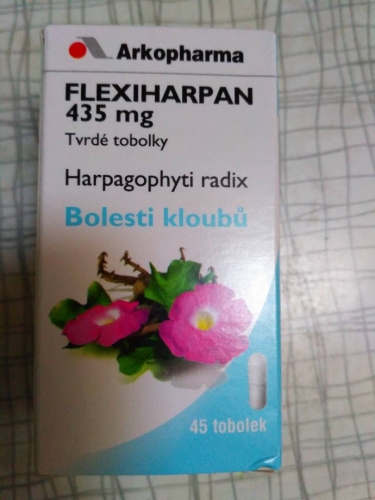 Arkopharma
FLEXIHARPAN
435 mg
Tvrdé tobolky
Harpagophyti radix
Bolesti kloubů
45 tobolek